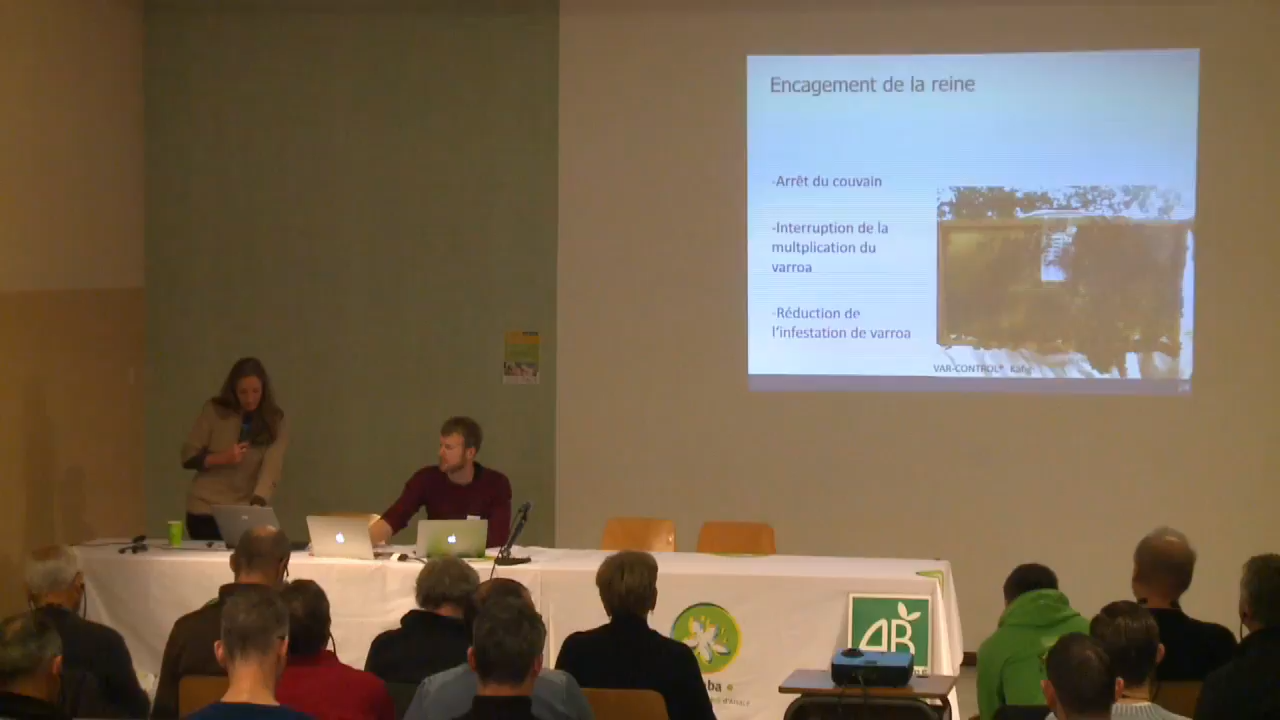 Encagement de la reine
-Arrêt du couvain
-Interruption de la
multplication du
varroa
-Réduction de
l'infestation de varroa
VAR-CONTROL®
AB